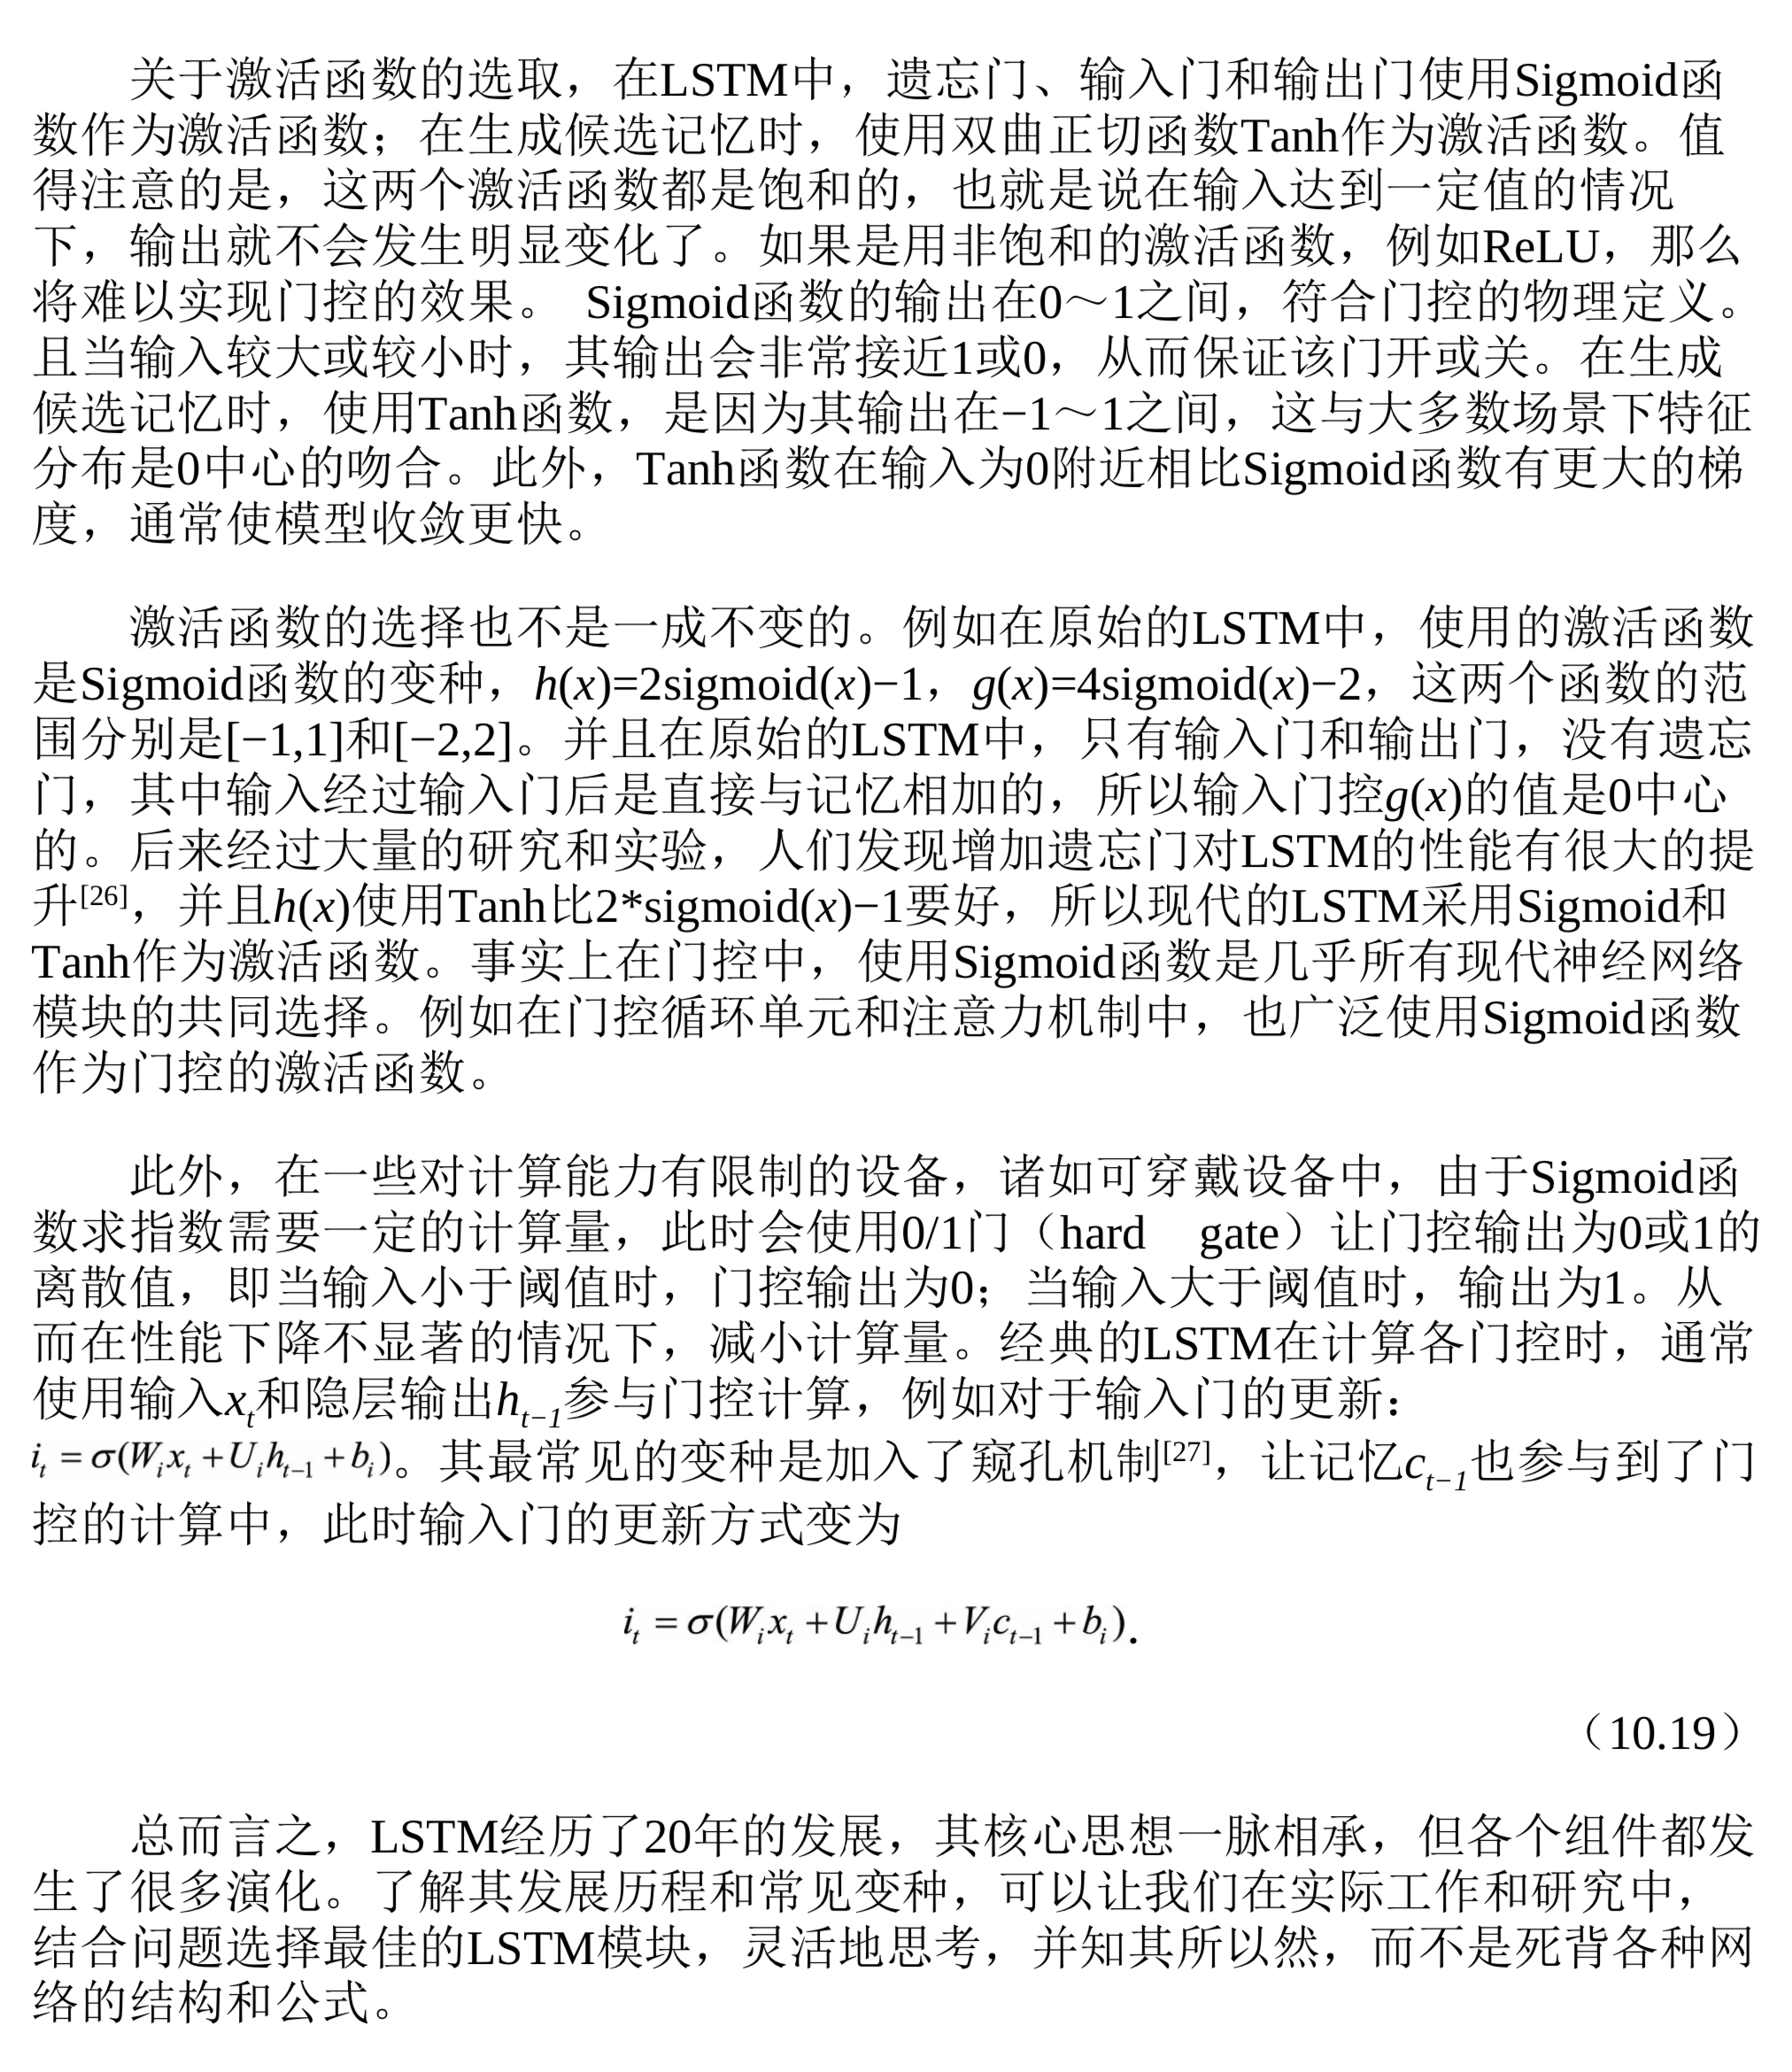 关于激活函数的选取，在LSTM中，遗忘门、输入门和输出门使用Sigmoid函
数作为激活函数；在生成候选记忆时，使用双曲正切函数Tanh作为激活函数。值
得注意的是，这两个激活函数都是饱和的，也就是说在输入达到一定值的情况
下，输出就不会发生明显变化了。如果是用非饱和的激活函数，例如ReLU，那么
将难以实现门控的效果。 Sigmoid函数的输出在0～1之间，符合门控的物理定义。
且当输入较大或较小时，其输出会非常接近1或0，从而保证该门开或关。在生成
候选记忆时，使用Tanh函数，是因为其输出在−1～1之间，这与大多数场景下特征
分布是0中心的吻合。此外，Tanh函数在输入为0附近相比Sigmoid函数有更大的梯
度，通常使模型收敛更快。
激活函数的选择也不是一成不变的。例如在原始的LSTM中，使用的激活函数
是Sigmoid函数的变种，h(x)=2sigmoid(x)−1，g(x)=4sigmoid(x)−2，这两个函数的范
围分别是[−1,1]和[−2,2]。并且在原始的LSTM中，只有输入门和输出门，没有遗忘
门，其中输入经过输入门后是直接与记忆相加的，所以输入门控g(x)的值是0中心
的。后来经过大量的研究和实验，人们发现增加遗忘门对LSTM的性能有很大的提
升[26]，并且h(x)使用Tanh比2*sigmoid(x)−1要好，所以现代的LSTM采用Sigmoid和
Tanh作为激活函数。事实上在门控中，使用Sigmoid函数是几乎所有现代神经网络
模块的共同选择。例如在门控循环单元和注意力机制中，也广泛使用Sigmoid函数
作为门控的激活函数。
此外，在一些对计算能力有限制的设备，诸如可穿戴设备中，由于Sigmoid函
数求指数需要一定的计算量，此时会使用0/1门（hard gate）让门控输出为0或1的
离散值，即当输入小于阈值时，门控输出为0；当输入大于阈值时，输出为1。从
而在性能下降不显著的情况下，减小计算量。经典的LSTM在计算各门控时，通常
使用输入x_t和隐层输出h_{t−1}参与门控计算，例如对于输入门的更新：
i_t = σ(W_i x_t + U_i h_{t−1} + b_i)。其最常见的变种是加入了窥孔机制[27]，让记忆c_{t−1}也参与到了门
控的计算中，此时输入门的更新方式变为
i_t = σ(W_i x_t + U_i h_{t−1} + V_i c_{t−1} + b_i).
（10.19）
总而言之，LSTM经历了20年的发展，其核心思想一脉相承，但各个组件都发
生了很多演化。了解其发展历程和常见变种，可以让我们在实际工作和研究中，
结合问题选择最佳的LSTM模块，灵活地思考，并知其所以然，而不是死背各种网
络的结构和公式。